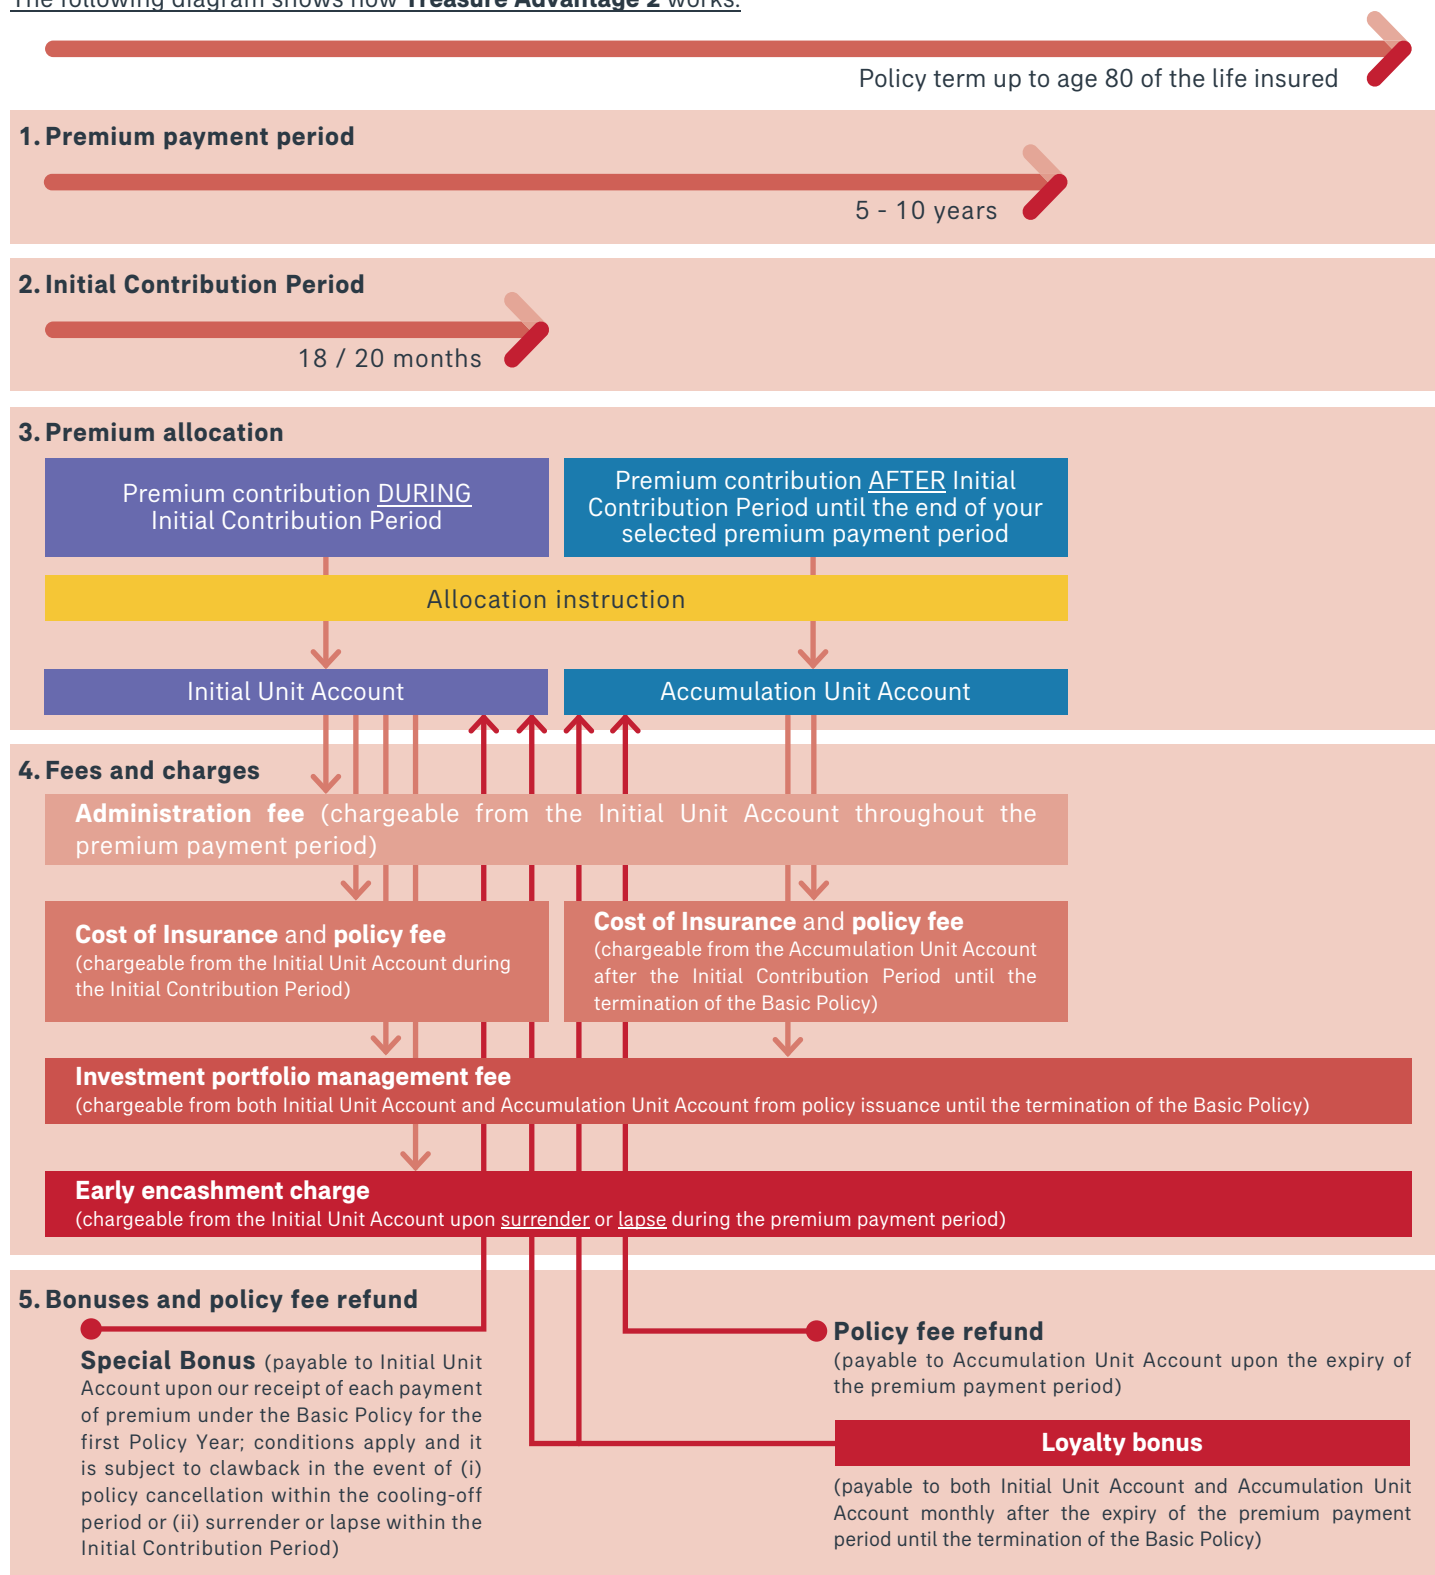 The following diagram shows how Treasure Advantage 2 works:
Policy term up to age 80 of the life insured
1. Premium payment period
5 - 10 years
2. Initial Contribution Period
18 / 20 months
3. Premium allocation
Premium contribution DURING
Initial Contribution Period
Premium contribution AFTER Initial
Contribution Period until the end of your
selected premium payment period
Allocation instruction
Initial Unit Account
Accumulation Unit Account
4. Fees and charges
Administration fee (chargeable from the Initial Unit Account throughout the
premium payment period)
Cost of Insurance and policy fee
(chargeable from the Initial Unit Account during
the Initial Contribution Period)
Cost of Insurance and policy fee
(chargeable from the Accumulation Unit Account
after the Initial Contribution Period until the
termination of the Basic Policy)
Investment portfolio management fee
(chargeable from both Initial Unit Account and Accumulation Unit Account from policy issuance until the termination of the Basic Policy)
Early encashment charge
(chargeable from the Initial Unit Account upon surrender or lapse during the premium payment period)
5. Bonuses and policy fee refund
Special Bonus (payable to Initial Unit
Account upon our receipt of each payment
of premium under the Basic Policy for the
first Policy Year; conditions apply and it
is subject to clawback in the event of (i)
policy cancellation within the cooling-off
period or (ii) surrender or lapse within the
Initial Contribution Period)
Policy fee refund
(payable to Accumulation Unit Account upon the expiry of
the premium payment period)
Loyalty bonus
(payable to both Initial Unit Account and Accumulation Unit
Account monthly after the expiry of the premium payment
period until the termination of the Basic Policy)